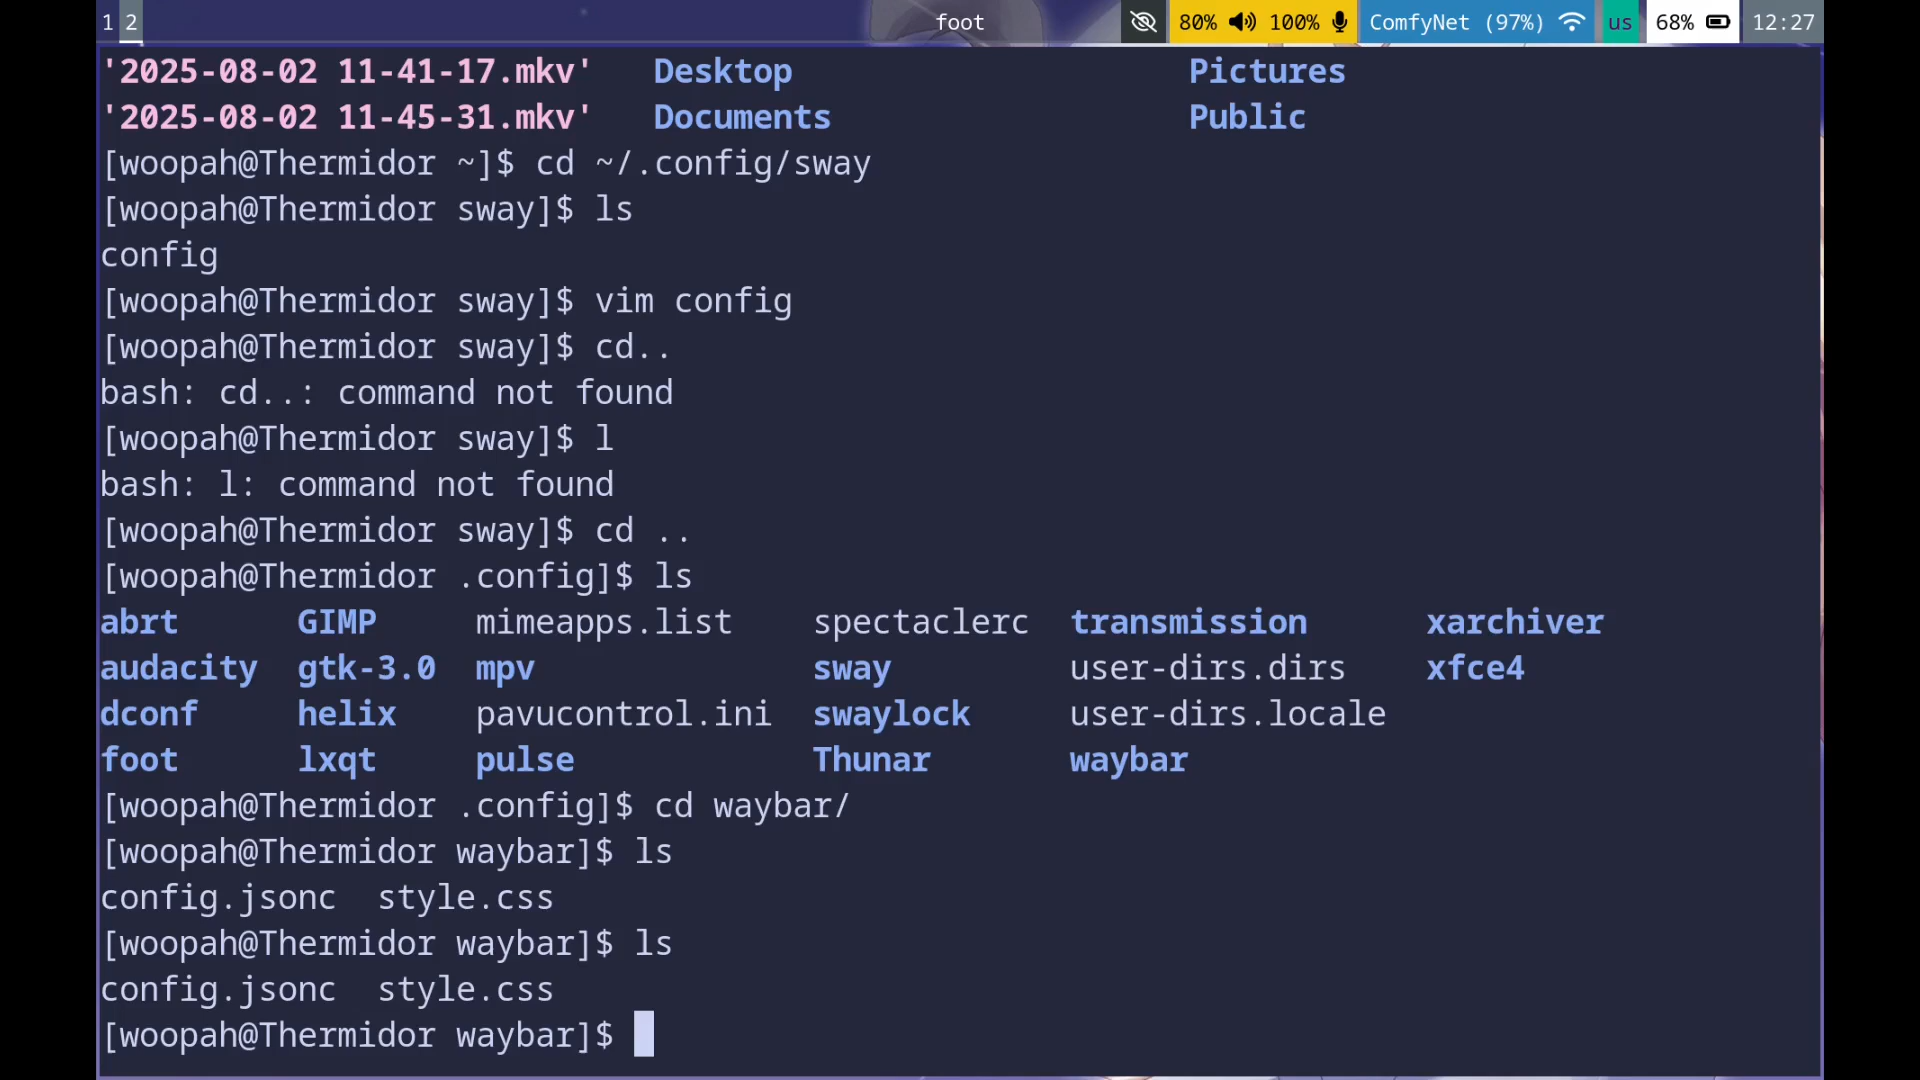 1 2 foot 80% 100% ComfyNet (97%) us 68% 12:27
'2025-08-02 11-41-17.mkv' Desktop Pictures
'2025-08-02 11-45-31.mkv' Documents Public
[woopah@Thermidor ~]$ cd ~/.config/sway
[woopah@Thermidor sway]$ ls
config
[woopah@Thermidor sway]$ vim config
[woopah@Thermidor sway]$ cd..
bash: cd..: command not found
[woopah@Thermidor sway]$ l
bash: l: command not found
[woopah@Thermidor sway]$ cd ..
[woopah@Thermidor .config]$ ls
abrt GIMP mimeapps.list spectaclerc transmission xarchiver
audacity gtk-3.0 mpv sway user-dirs.dirs xfce4
dconf helix pavucontrol.ini swaylock user-dirs.locale
foot lxqt pulse Thunar waybar
[woopah@Thermidor .config]$ cd waybar/
[woopah@Thermidor waybar]$ ls
config.jsonc style.css
[woopah@Thermidor waybar]$ ls
config.jsonc style.css
[woopah@Thermidor waybar]$